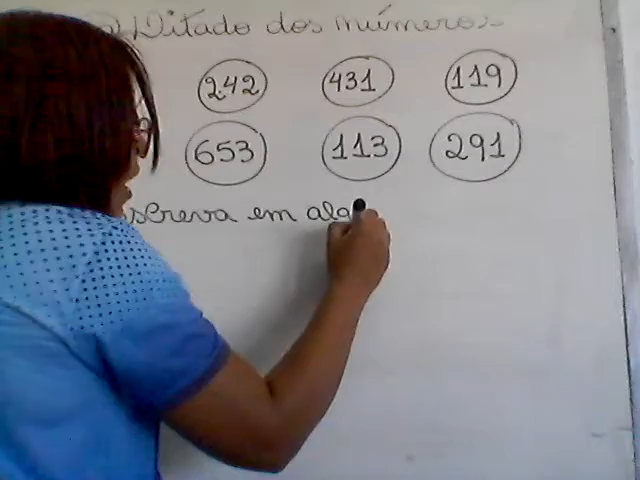 Ditado dos números
242 431 119
653 113 291
screva em alg